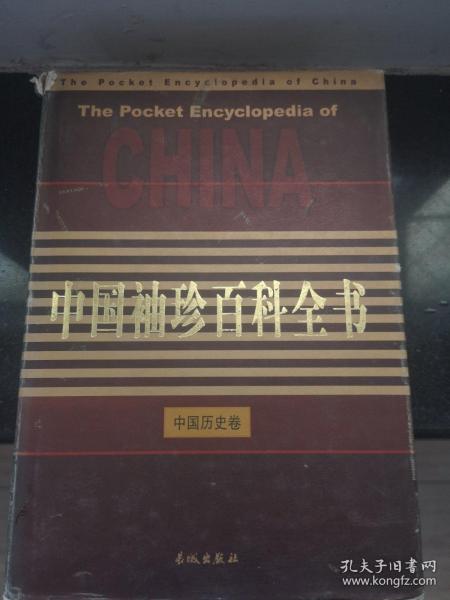 The Pocket Encyclopedia of China
The Pocket Encyclopedia of
CHINA
中国袖珍百科全书
中国历史卷
长城出版社
孔夫子旧书网
www.kongfz.com